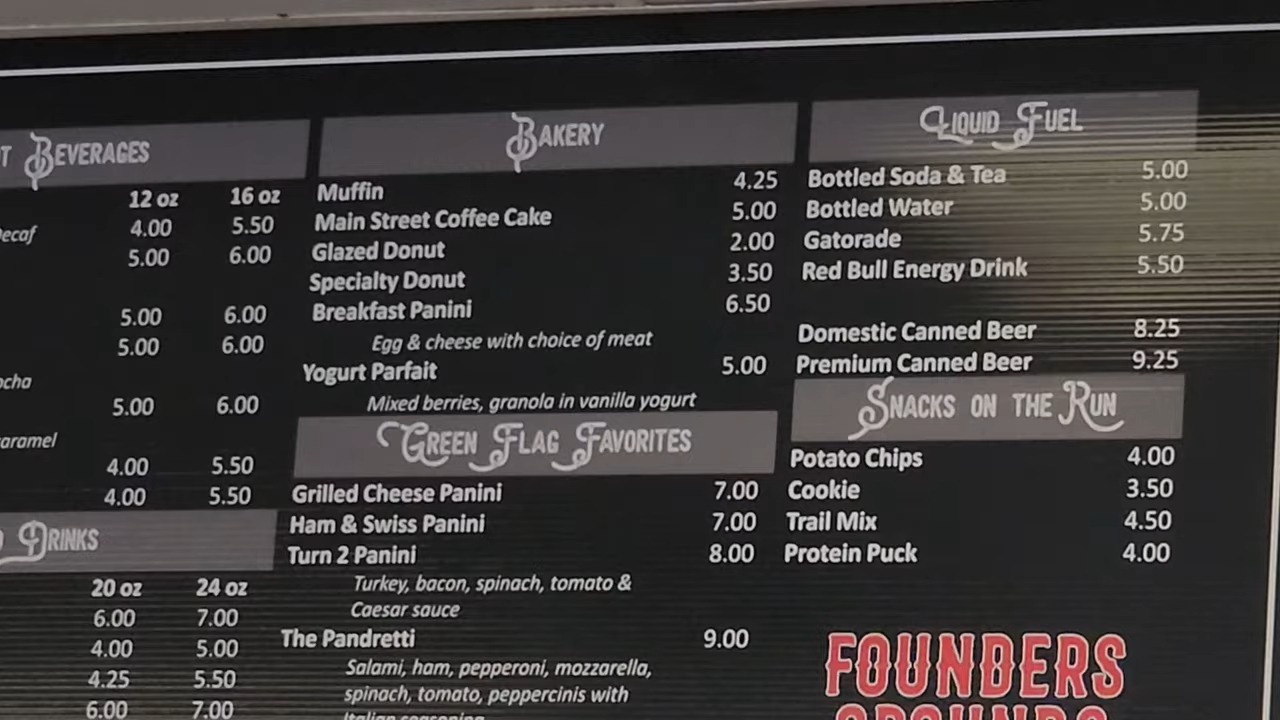 T BEVERAGES
12 oz 16 oz
ecaf 4.00 5.50
5.00 6.00
5.00 6.00
5.00 6.00
ocha
5.00 6.00
aramel
4.00 5.50
4.00 5.50
DRINKS
20 oz 24 oz
6.00 7.00
4.00 5.00
4.25 5.50
6.00 7.00
BAKERY
Muffin 4.25
Main Street Coffee Cake 5.00
Glazed Donut 2.00
Specialty Donut 3.50
Breakfast Panini 6.50
Egg & cheese with choice of meat
Yogurt Parfait 5.00
Mixed berries, granola in vanilla yogurt
GREEN FLAG FAVORITES
Grilled Cheese Panini 7.00
Ham & Swiss Panini 7.00
Turn 2 Panini 8.00
Turkey, bacon, spinach, tomato &
Caesar sauce
The Pandretti 9.00
Salami, ham, pepperoni, mozzarella,
spinach, tomato, peppercinis with
Italian seasoning
LIQUID FUEL
Bottled Soda & Tea 5.00
Bottled Water 5.00
Gatorade 5.75
Red Bull Energy Drink 5.50
Domestic Canned Beer 8.25
Premium Canned Beer 9.25
SNACKS ON THE RUN
Potato Chips 4.00
Cookie 3.50
Trail Mix 4.50
Protein Puck 4.00
FOUNDERS
GROUNDS